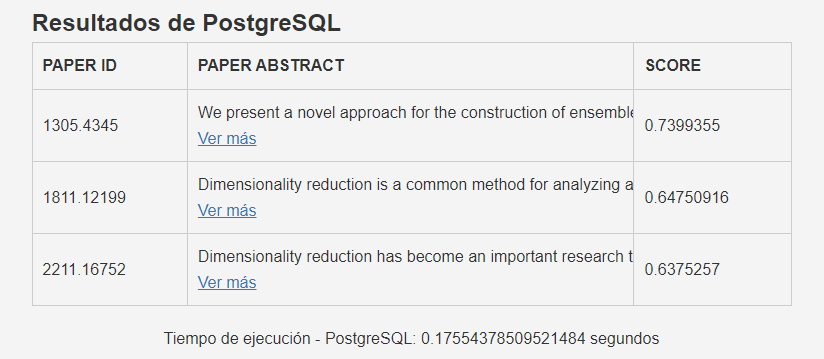 Resultados de PostgreSQL
PAPER ID PAPER ABSTRACT SCORE
1305.4345 We present a novel approach for the construction of ensemble 0.7399355
Ver más
1811.12199 Dimensionality reduction is a common method for analyzing a 0.64750916
Ver más
2211.16752 Dimensionality reduction has become an important research t 0.6375257
Ver más
Tiempo de ejecución - PostgreSQL: 0.17554378509521484 segundos